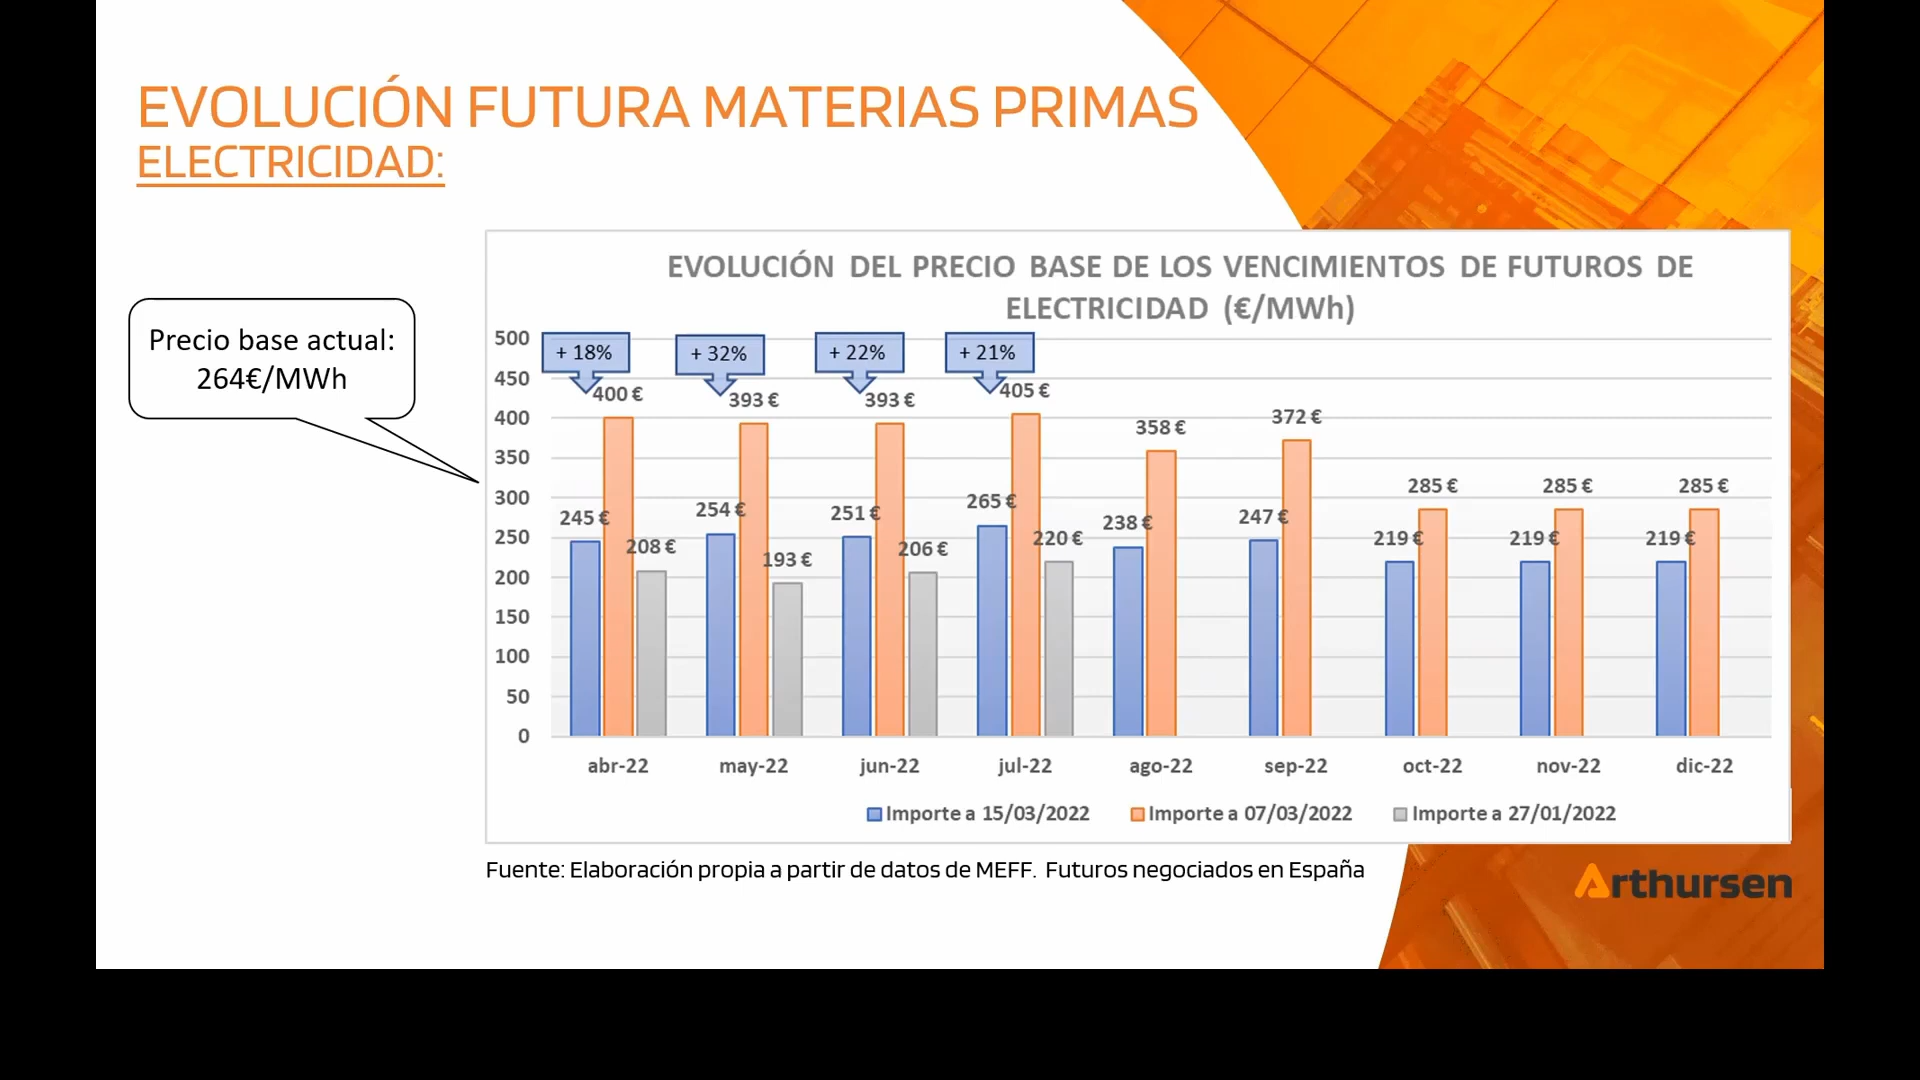 EVOLUCIÓN FUTURA MATERIAS PRIMAS
ELECTRICIDAD:
Precio base actual:
264€/MWh
EVOLUCIÓN DEL PRECIO BASE DE LOS VENCIMIENTOS DE FUTUROS DE
ELECTRICIDAD (€/MWh)
500
450
400
350
300
250
200
150
100
50
0
+ 18%
+ 32%
+ 22%
+ 21%
245 €
400 €
208 €
254 €
393 €
193 €
251 €
393 €
206 €
265 €
405 €
220 €
238 €
358 €
247 €
372 €
219 €
285 €
219 €
285 €
219 €
285 €
abr-22
may-22
jun-22
jul-22
ago-22
sep-22
oct-22
nov-22
dic-22
Importe a 15/03/2022
Importe a 07/03/2022
Importe a 27/01/2022
Fuente: Elaboración propia a partir de datos de MEFF. Futuros negociados en España
Arthursen